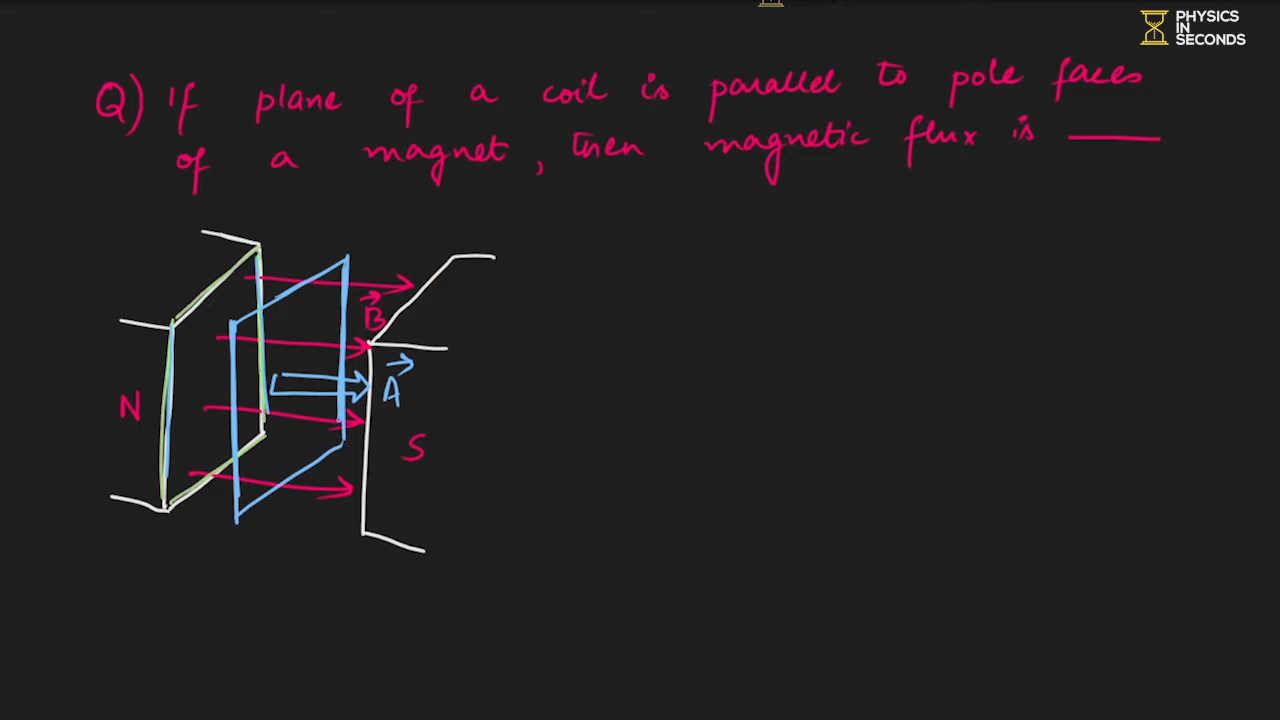 PHYSICS
IN
SECONDS
Q) If plane of a coil is parallel to pole faces
of a magnet, then magnetic flux is ____
B
A
N
S